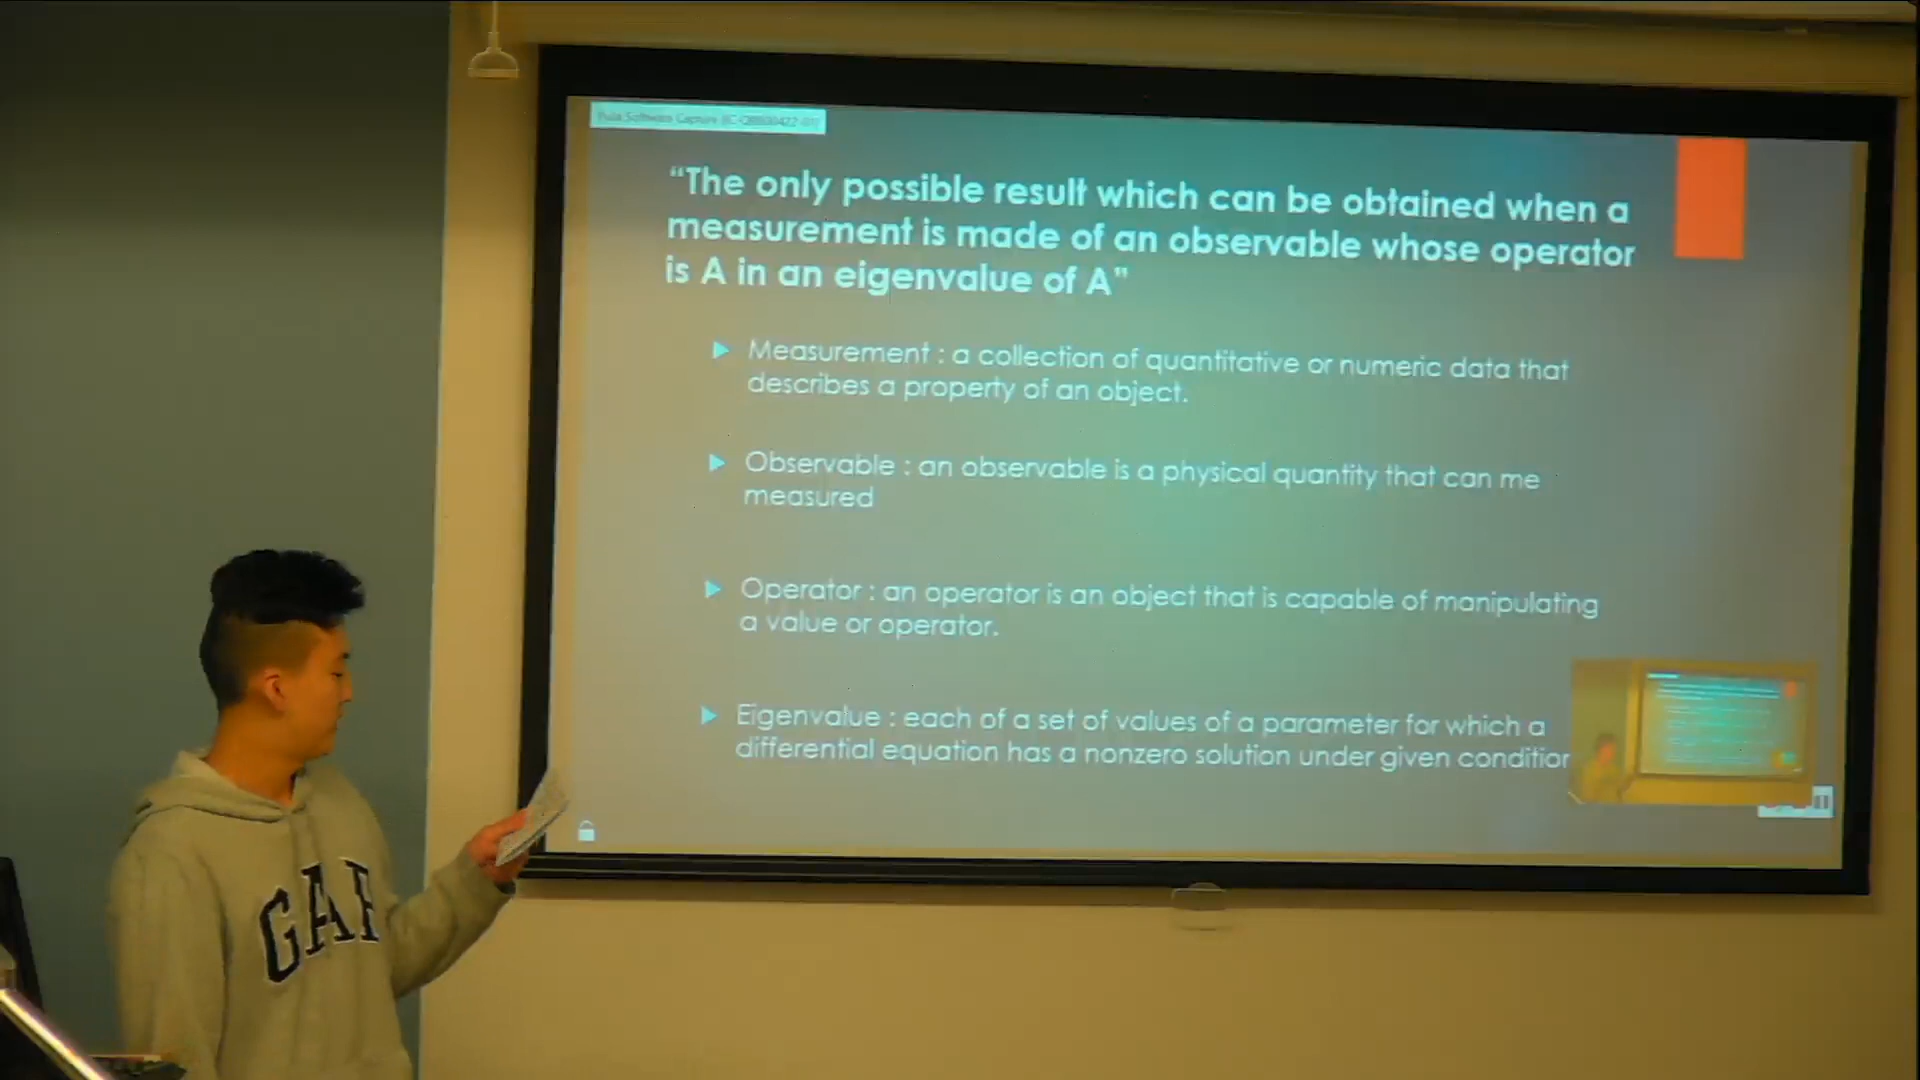 Software Capture
“The only possible result which can be obtained when a
measurement is made of an observable whose operator
is A in an eigenvalue of A”
Measurement : a collection of quantitative or numeric data that
describes a property of an object.
Observable : an observable is a physical quantity that can me
measured
Operator : an operator is an object that is capable of manipulating
a value or operator.
Eigenvalue : each of a set of values of a parameter for which a
differential equation has a nonzero solution under given condition
GAP